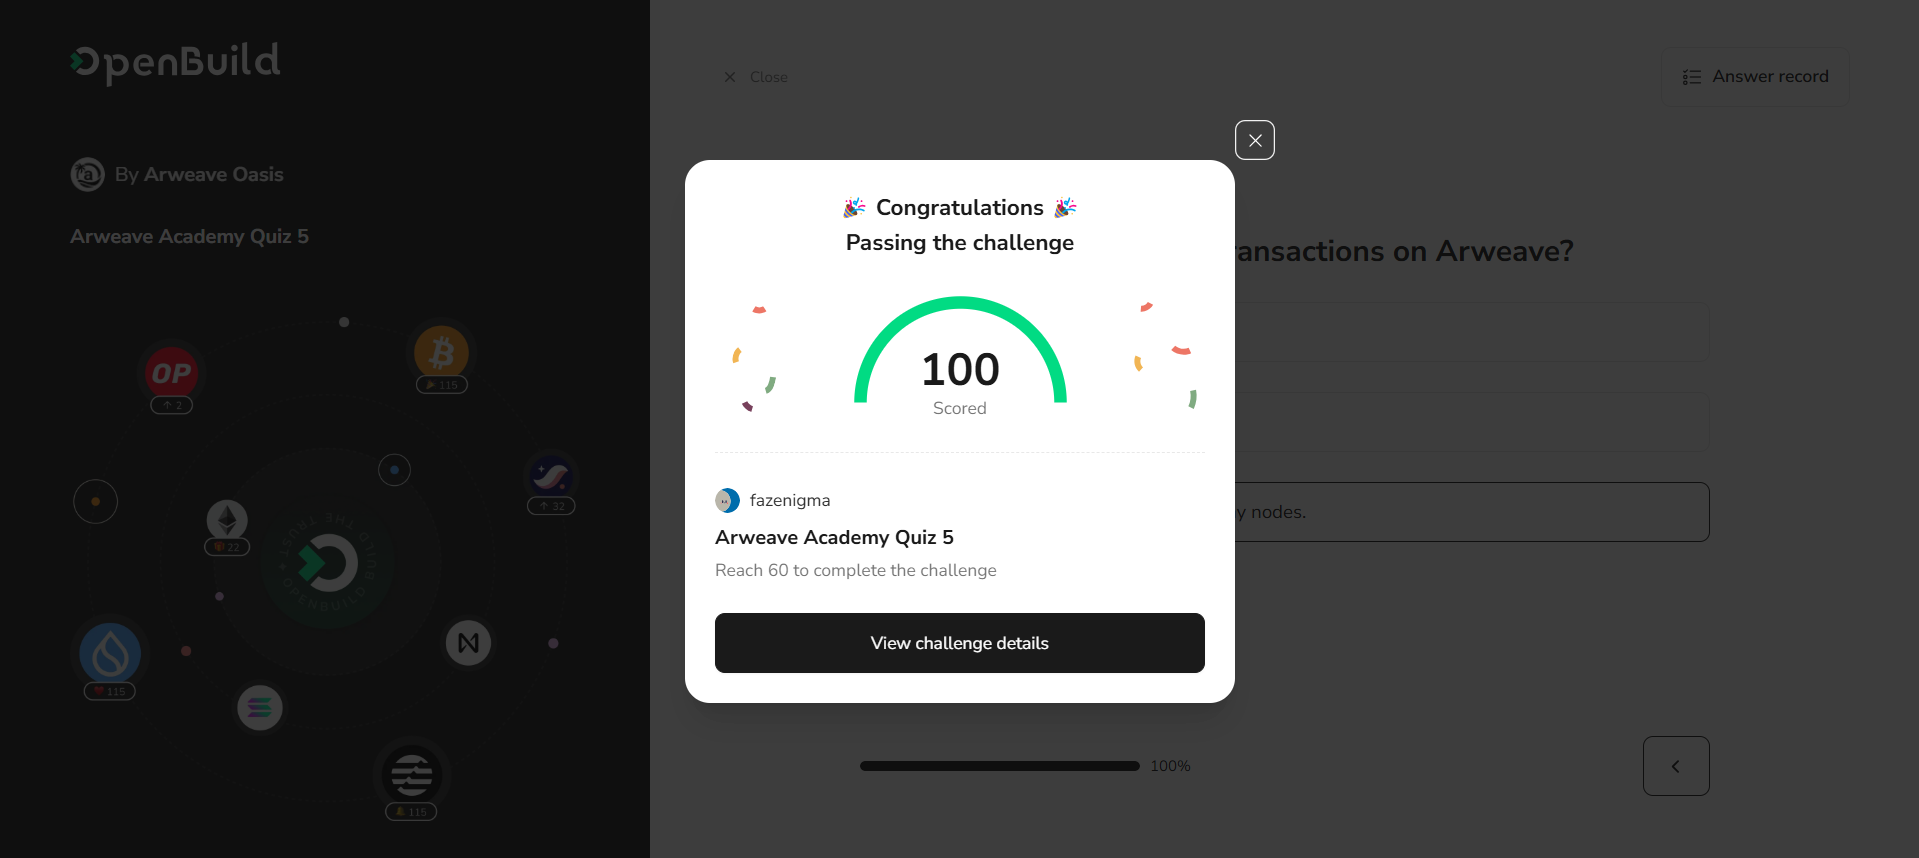 OpenBuild
By Arweave Oasis
Arweave Academy Quiz 5
OP
↑ 2
115
↑ 32
22
THE TRUST
OPENBUILD
BUILD
115
115
Close
Answer record
ansactions on Arweave?
y nodes.
100%
🎉 Congratulations 🎉
Passing the challenge
100
Scored
fazenigma
Arweave Academy Quiz 5
Reach 60 to complete the challenge
View challenge details